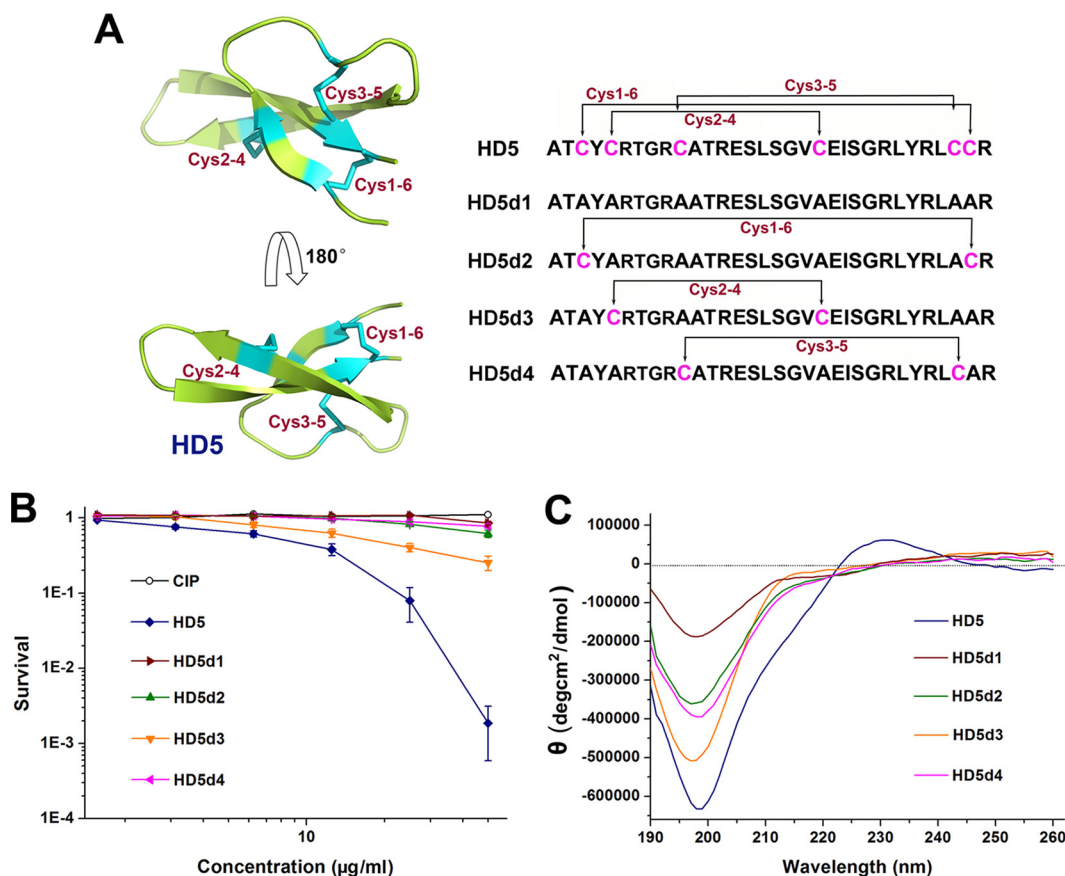 A
Cys3-5
Cys2-4
Cys1-6
180°
Cys1-6
Cys2-4
Cys3-5
HD5
Cys3-5
Cys1-6
Cys2-4
HD5 ATCYCRTGRCATRESLSGVCEISGRLYRLCCR
HD5d1 ATAYARTGRAATRESLSGVAEISGRLYRLAAR
Cys1-6
HD5d2 ATCYARTGRAATRESLSGVAEISGRLYRLACR
Cys2-4
HD5d3 ATAYCRTGRAATRESLSGVCEISGRLYRLAAR
Cys3-5
HD5d4 ATAYARTGRCATRESLSGVAEISGRLYRLCAR
B
Survival
1
1E-1
1E-2
1E-3
1E-4
CIP
HD5
HD5d1
HD5d2
HD5d3
HD5d4
10
Concentration (μg/ml)
C
θ (degcm²/dmol)
100000
0
-100000
-200000
-300000
-400000
-500000
-600000
HD5
HD5d1
HD5d2
HD5d3
HD5d4
190 200 210 220 230 240 250 260
Wavelength (nm)